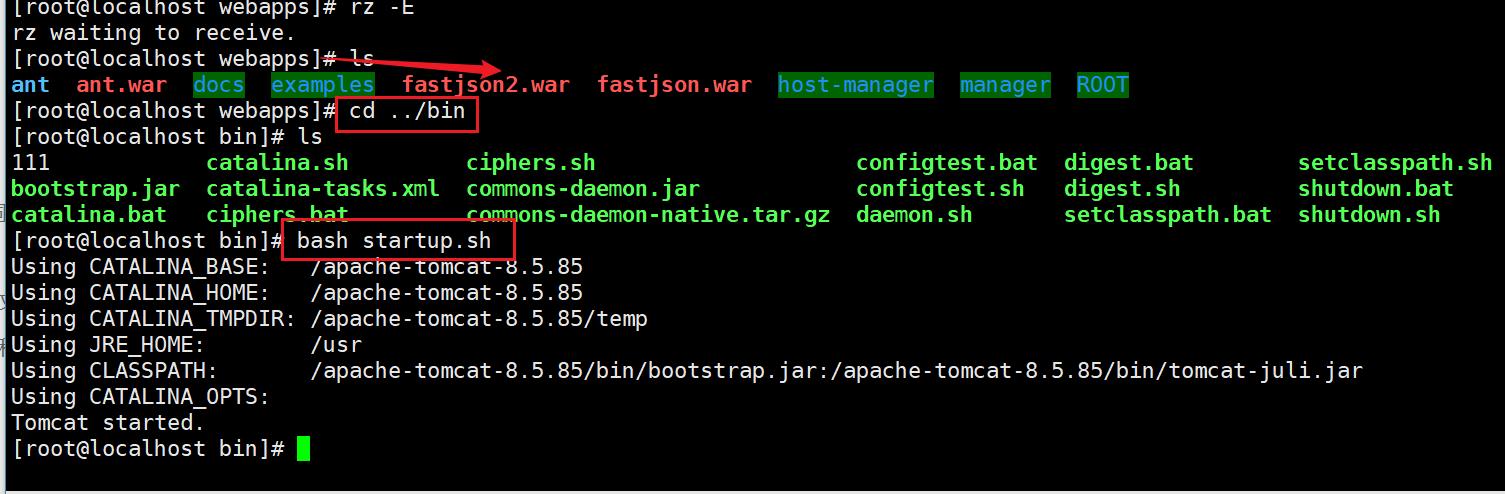 [root@localhost webapps]# rz -E
rz waiting to receive.
[root@localhost webapps]# ls
ant  ant.war  docs  examples  fastjson2.war  fastjson.war  host-manager  manager  ROOT
[root@localhost webapps]# cd ../bin
[root@localhost bin]# ls
111            catalina.sh         ciphers.sh                    configtest.bat  digest.bat        setclasspath.sh
bootstrap.jar  catalina-tasks.xml  commons-daemon.jar            configtest.sh   digest.sh         shutdown.bat
catalina.bat   ciphers.bat         commons-daemon-native.tar.gz  daemon.sh       setclasspath.bat  shutdown.sh
[root@localhost bin]# bash startup.sh
Using CATALINA_BASE:   /apache-tomcat-8.5.85
Using CATALINA_HOME:   /apache-tomcat-8.5.85
Using CATALINA_TMPDIR: /apache-tomcat-8.5.85/temp
Using JRE_HOME:        /usr
Using CLASSPATH:       /apache-tomcat-8.5.85/bin/bootstrap.jar:/apache-tomcat-8.5.85/bin/tomcat-juli.jar
Using CATALINA_OPTS:
Tomcat started.
[root@localhost bin]#